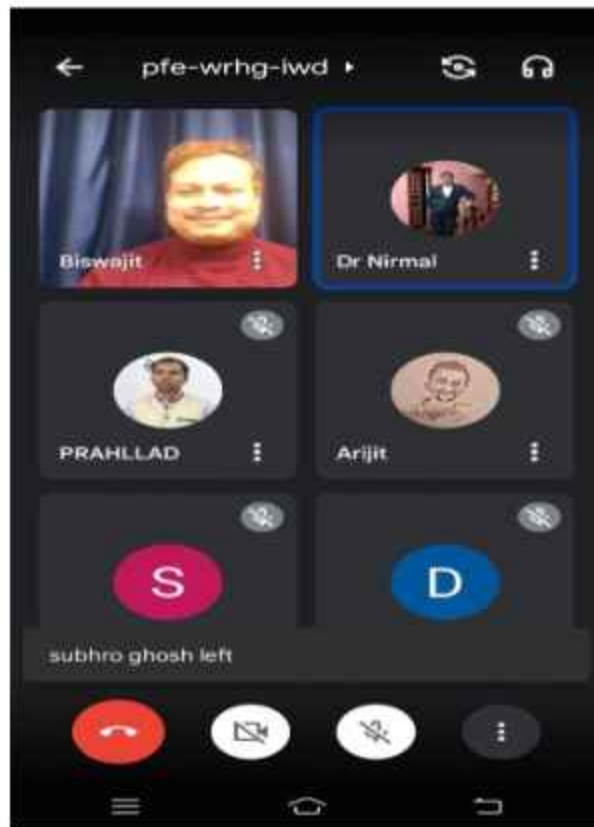 pfe-wrhg-iwd
Biswajit
Dr Nirmal
PRAHLLAD
Arijit
S
D
subhro ghosh left